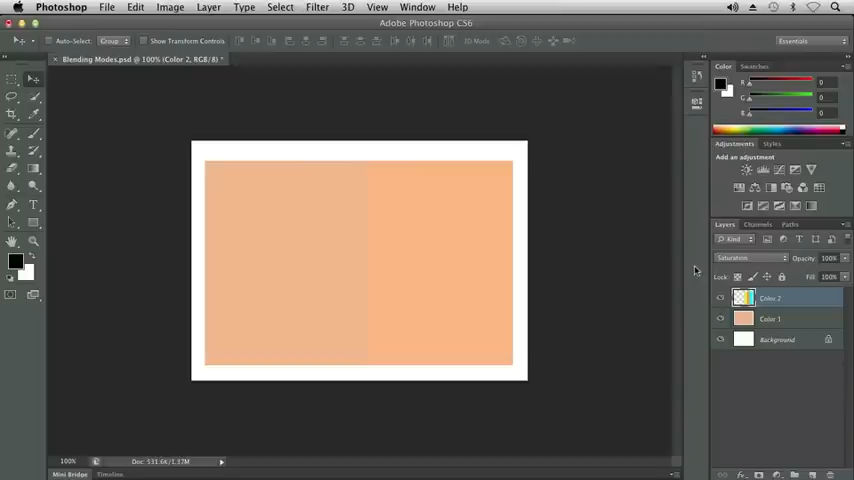 Photoshop File Edit Image Layer Type Select Filter 3D View Window Help
Adobe Photoshop CS6
Auto-Select: Group Show Transform Controls 3D Mode: Essentials
× Blending Modes.psd @ 100% (Color 2, RGB/8) *
Color Swatches
R 0
G 0
B 0
Adjustments Styles
Add an adjustment
Layers Channels Paths
Kind
Saturation Opacity: 100%
Lock: Fill: 100%
Color 2
Color 1
Background
100% Doc: 531.6K/1.37M
Mini Bridge Timeline